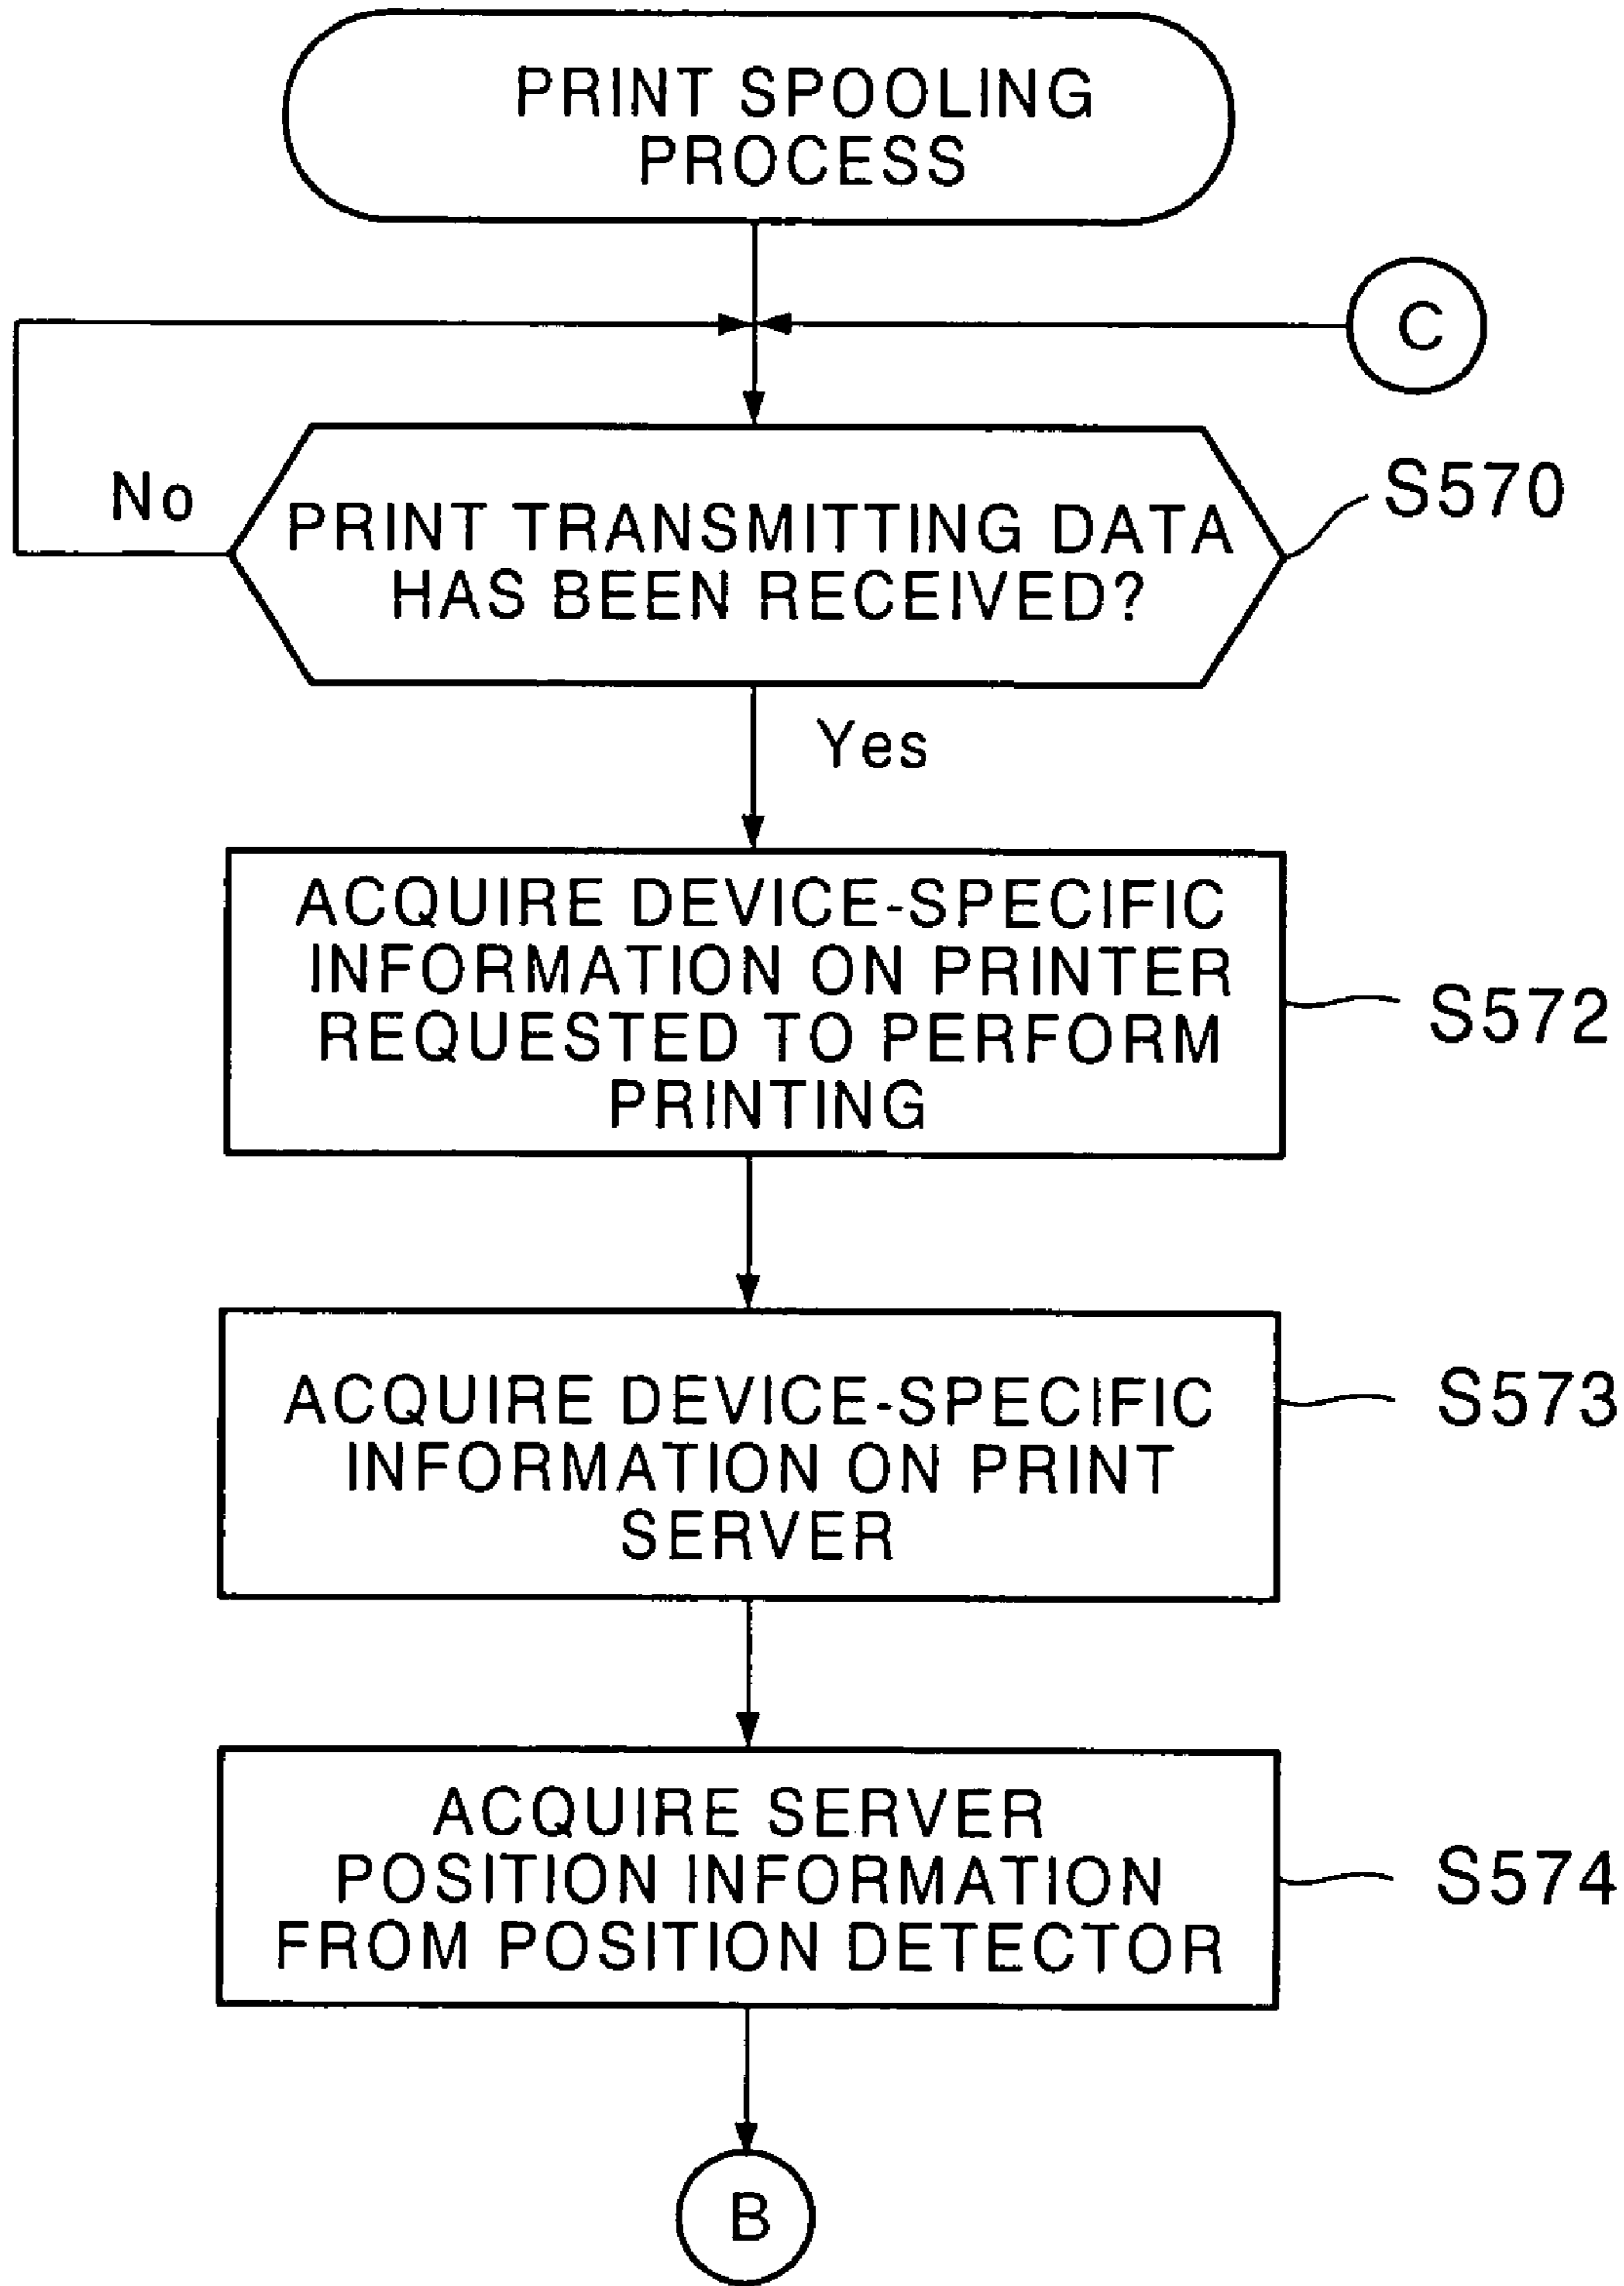 PRINT SPOOLING
PROCESS
C
No
S570
PRINT TRANSMITTING DATA
HAS BEEN RECEIVED?
Yes
ACQUIRE DEVICE-SPECIFIC
INFORMATION ON PRINTER
REQUESTED TO PERFORM
PRINTING
S572
ACQUIRE DEVICE-SPECIFIC
INFORMATION ON PRINT
SERVER
S573
ACQUIRE SERVER
POSITION INFORMATION
FROM POSITION DETECTOR
S574
B